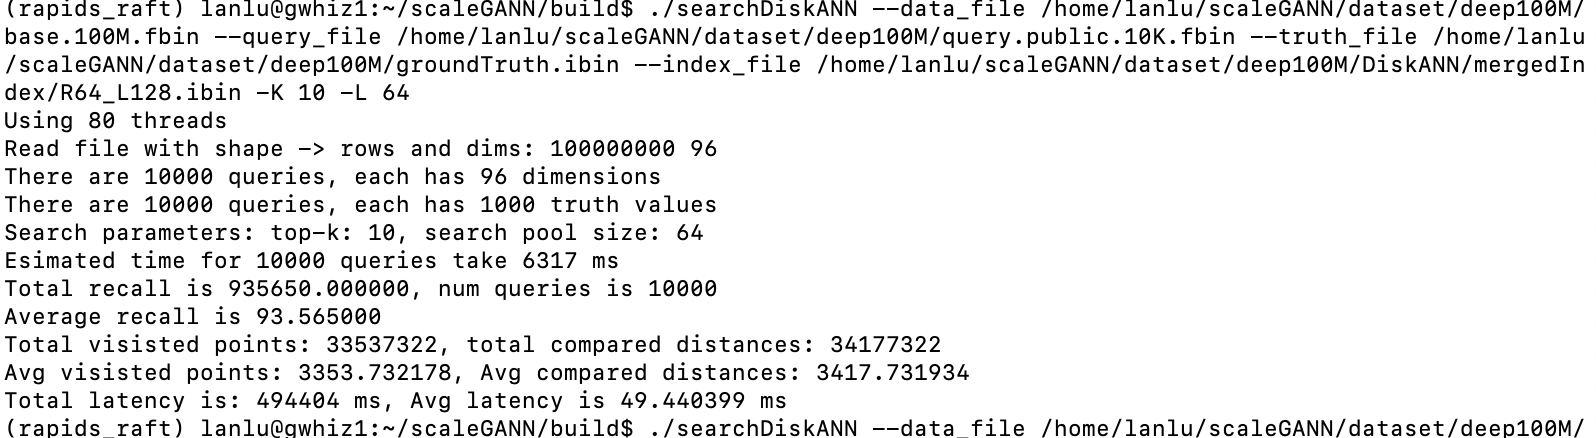 (rapids_raft) lanlu@gwhiz1:~/scaleGANN/build$ ./searchDiskANN --data_file /home/lanlu/scaleGANN/dataset/deep100M/
base.100M.fbin --query_file /home/lanlu/scaleGANN/dataset/deep100M/query.public.10K.fbin --truth_file /home/lanlu
/scaleGANN/dataset/deep100M/groundTruth.ibin --index_file /home/lanlu/scaleGANN/dataset/deep100M/DiskANN/mergedIn
dex/R64_L128.ibin -K 10 -L 64
Using 80 threads
Read file with shape -> rows and dims: 100000000 96
There are 10000 queries, each has 96 dimensions
There are 10000 queries, each has 1000 truth values
Search parameters: top-k: 10, search pool size: 64
Esimated time for 10000 queries take 6317 ms
Total recall is 935650.000000, num queries is 10000
Average recall is 93.565000
Total visisted points: 33537322, total compared distances: 34177322
Avg visisted points: 3353.732178, Avg compared distances: 3417.731934
Total latency is: 494404 ms, Avg latency is 49.440399 ms
(rapids_raft) lanlu@gwhiz1:~/scaleGANN/build$ ./searchDiskANN --data_file /home/lanlu/scaleGANN/dataset/deep100M/